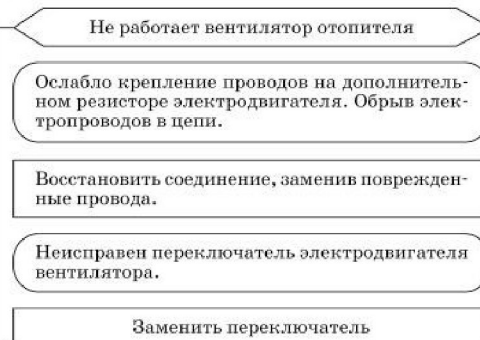 Не работает вентилятор отопителя
Ослабло крепление проводов на дополнитель-
ном резисторе электродвигателя. Обрыв элек-
тропроводов в цепи.
Восстановить соединение, заменив поврежден-
ные провода.
Неисправен переключатель электродвигателя
вентилятора.
Заменить переключатель